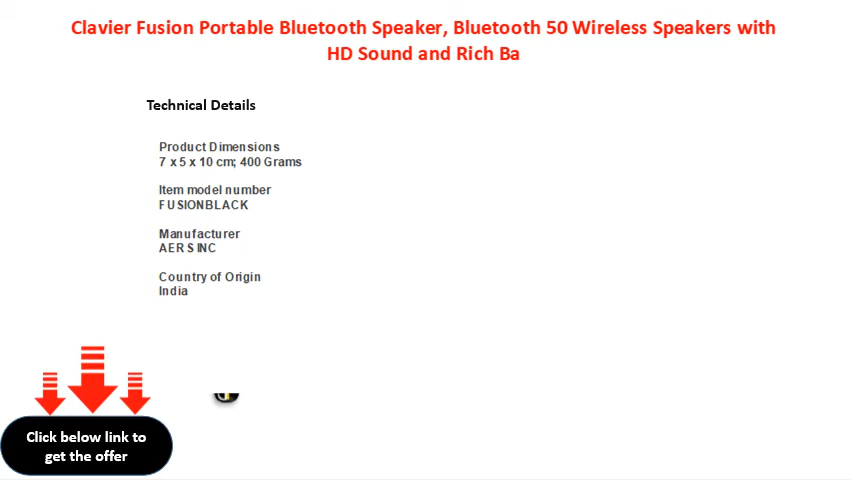 Clavier Fusion Portable Bluetooth Speaker, Bluetooth 50 Wireless Speakers with
HD Sound and Rich Ba
Technical Details
Product Dimensions
7 x 5 x 10 cm; 400 Grams
Item model number
FUSIONBLACK
Manufacturer
AERS INC
Country of Origin
India
Click below link to
get the offer